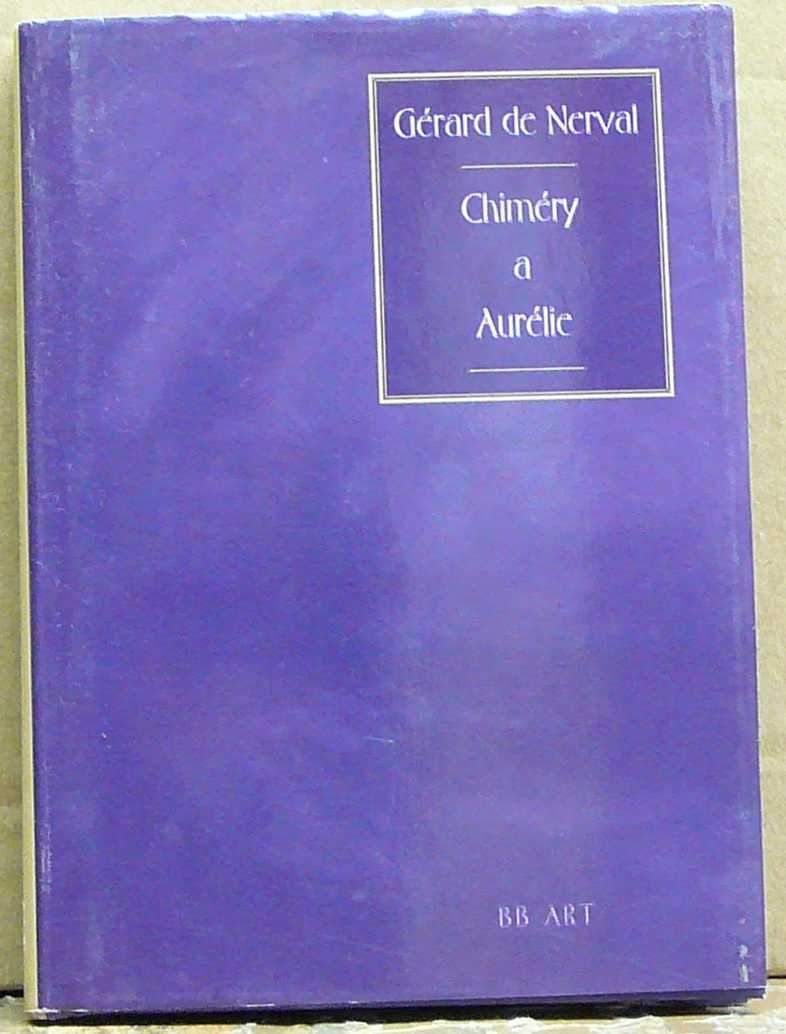 Gérard de Nerval
Chiméry
a
Aurélie
BB ART